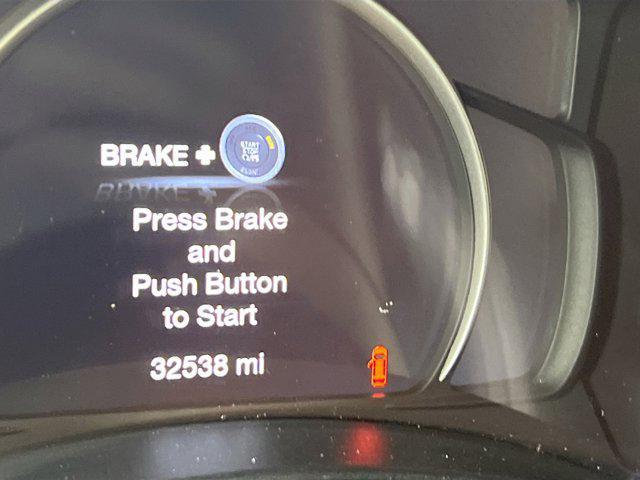 BRAKE +
START
STOP
Press Brake
and
Push Button
to Start
32538 mi